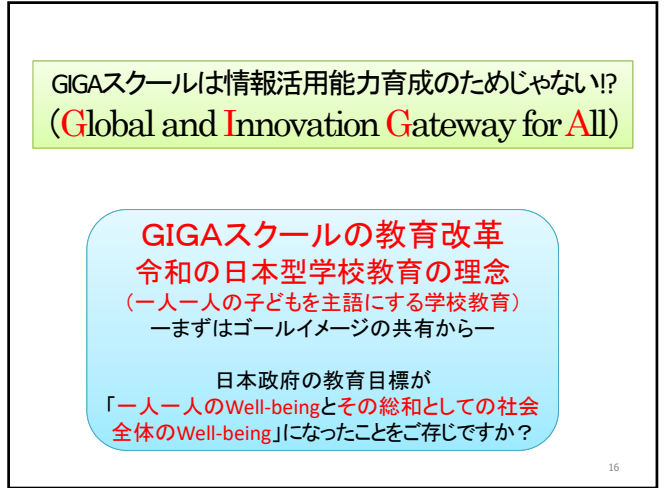 GIGAスクールは情報活用能力育成のためじゃない!?
（Global and Innovation Gateway for All）
GIGAスクールの教育改革
令和の日本型学校教育の理念
（一人一人の子どもを主語にする学校教育）
ーまずはゴールイメージの共有からー
日本政府の教育目標が
「一人一人のWell-beingとその総和としての社会
全体のWell-being」になったことをご存じですか？
16